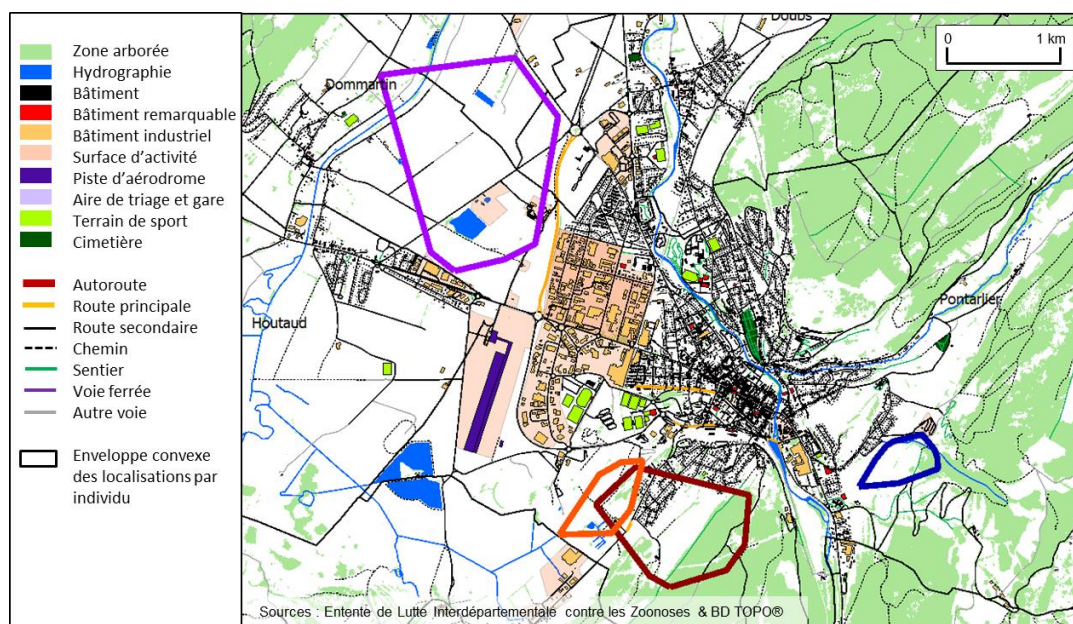 Zone arborée
Hydrographie
Bâtiment
Bâtiment remarquable
Bâtiment industriel
Surface d'activité
Piste d'aérodrome
Aire de triage et gare
Terrain de sport
Cimetière
Autoroute
Route principale
Route secondaire
Chemin
Sentier
Voie ferrée
Autre voie
Enveloppe convexe
des localisations par
individu
Doubs
0 1 km
Dommartin
Pontarlier
Houtaud
Sources : Entente de Lutte Interdépartementale contre les Zoonoses & BD TOPO®